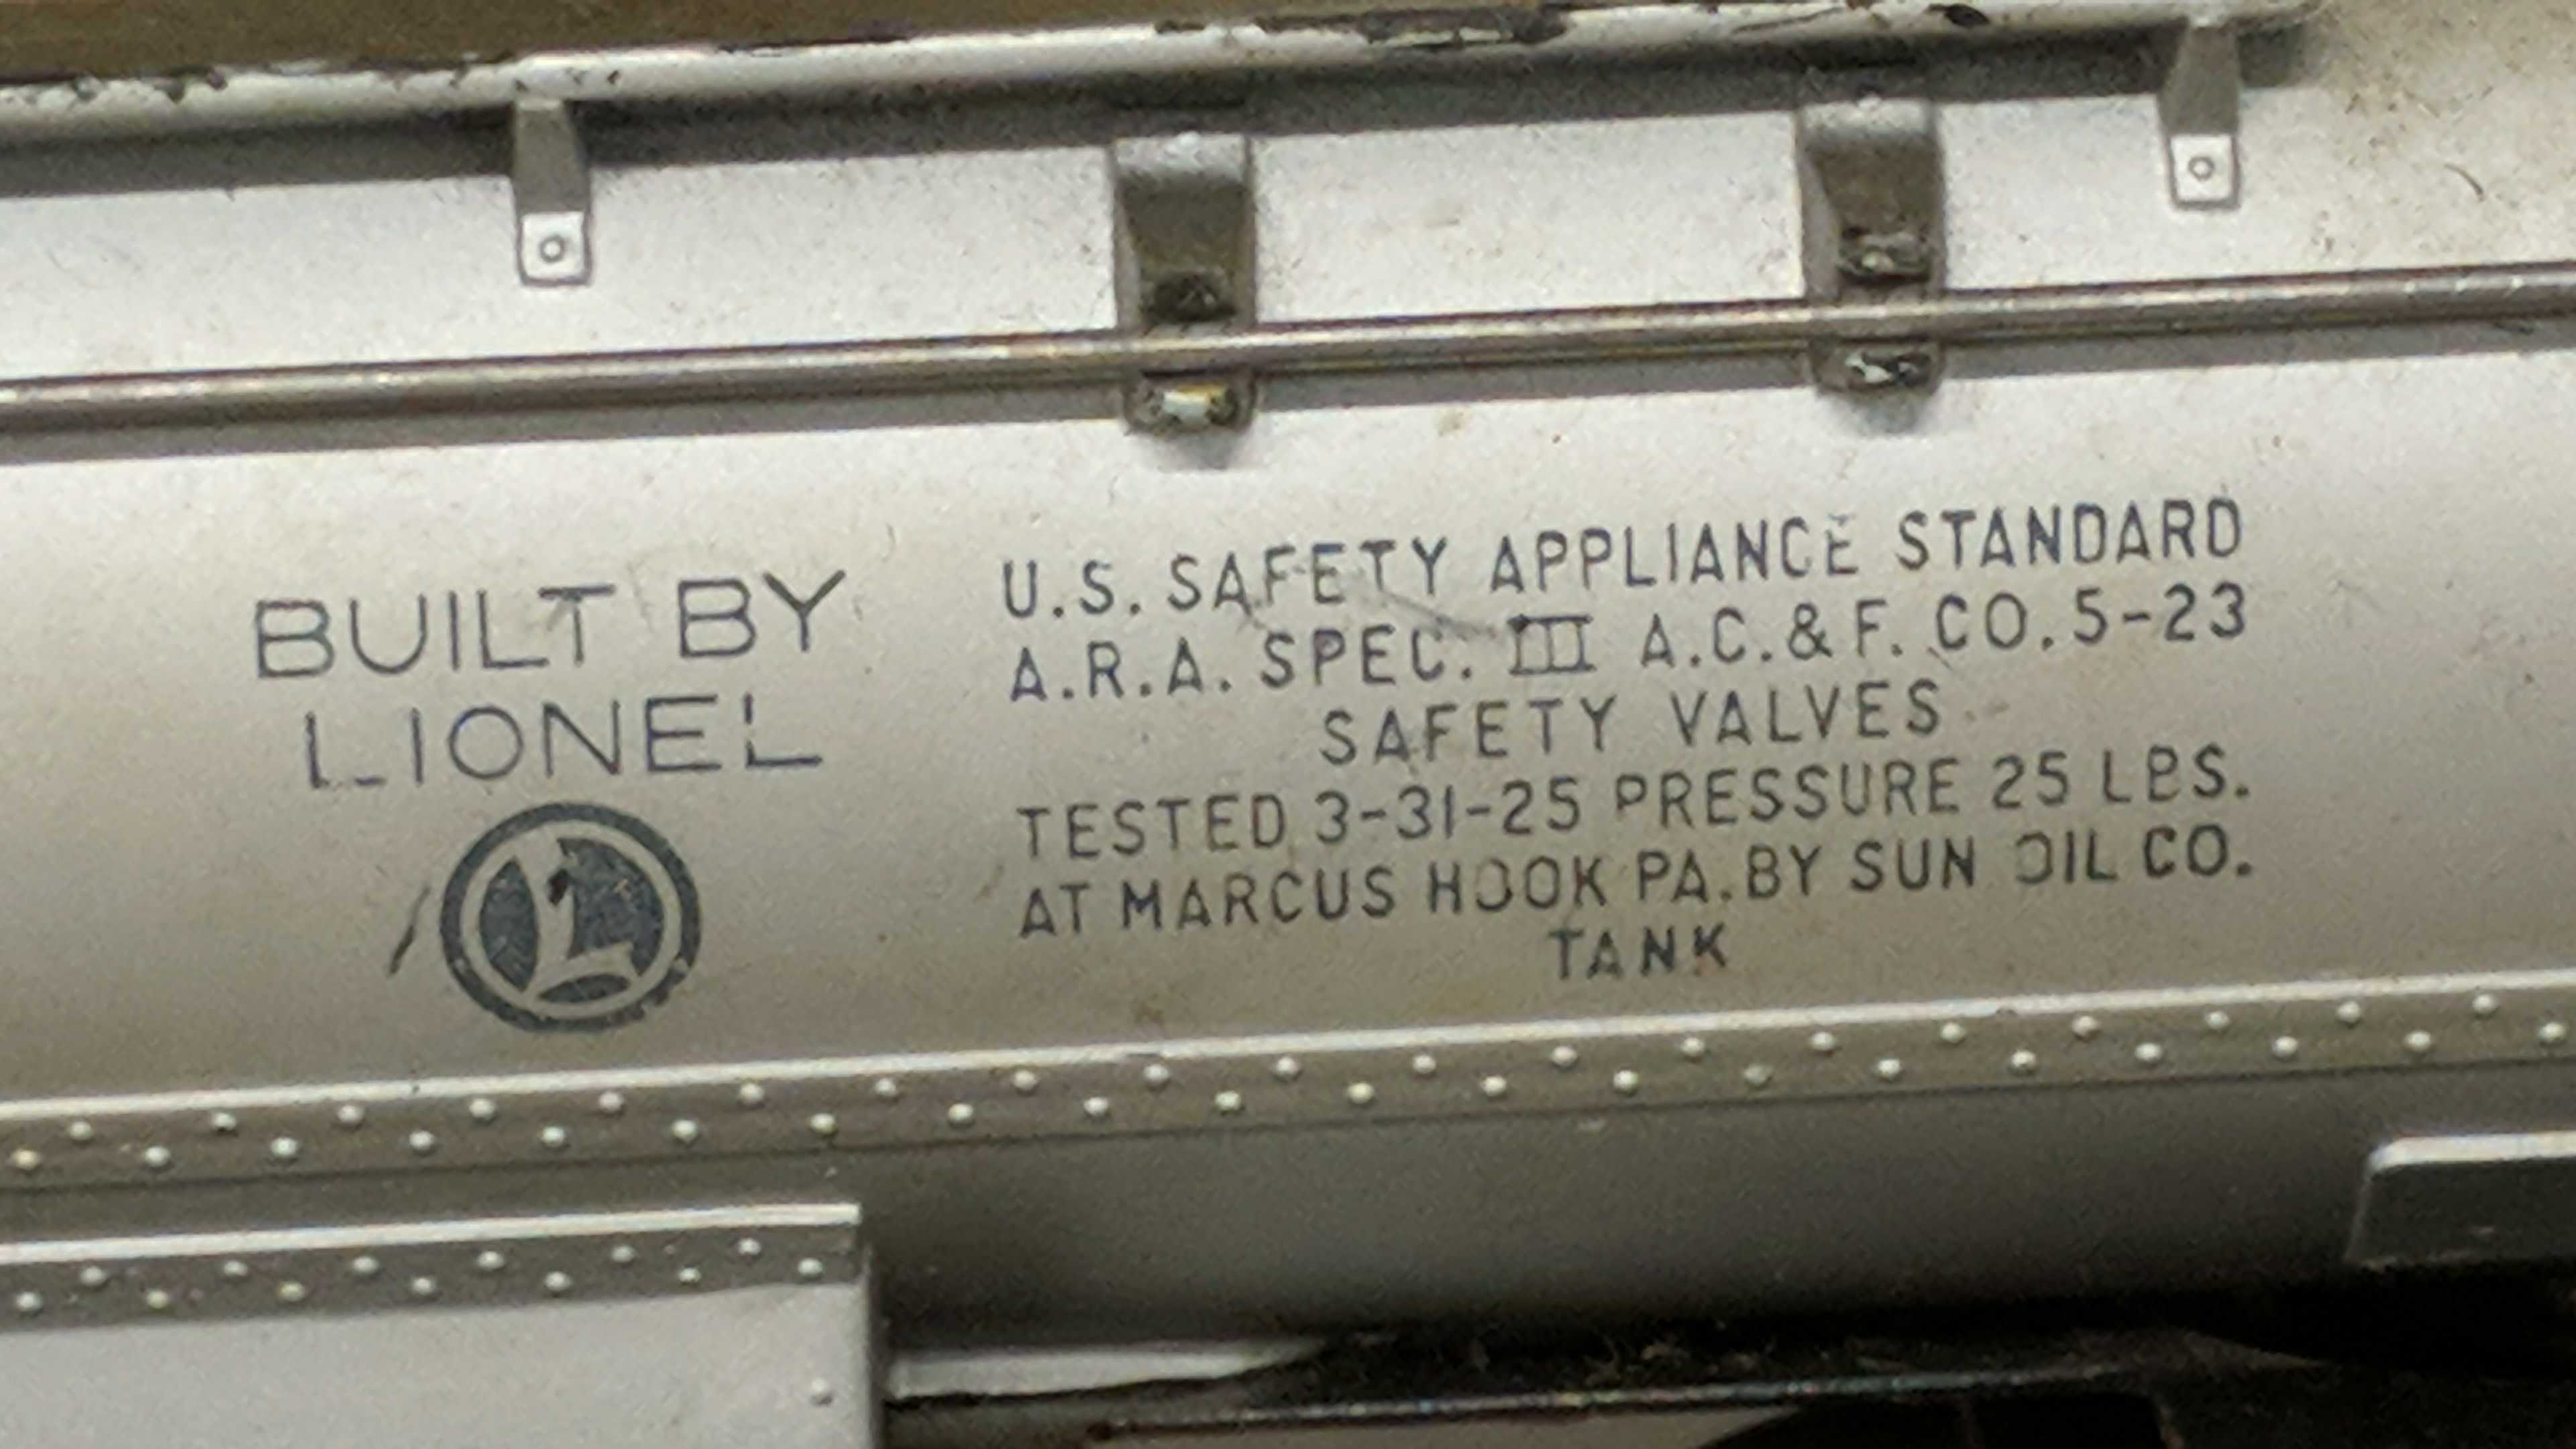 BUILT BY
LIONEL
L
U.S. SAFETY APPLIANCE STANDARD
A.R.A. SPEC. III A.C.& F. CO. 5-23
SAFETY VALVES
TESTED 3-31-25 PRESSURE 25 LBS.
AT MARCUS HOOK PA. BY SUN OIL CO.
TANK